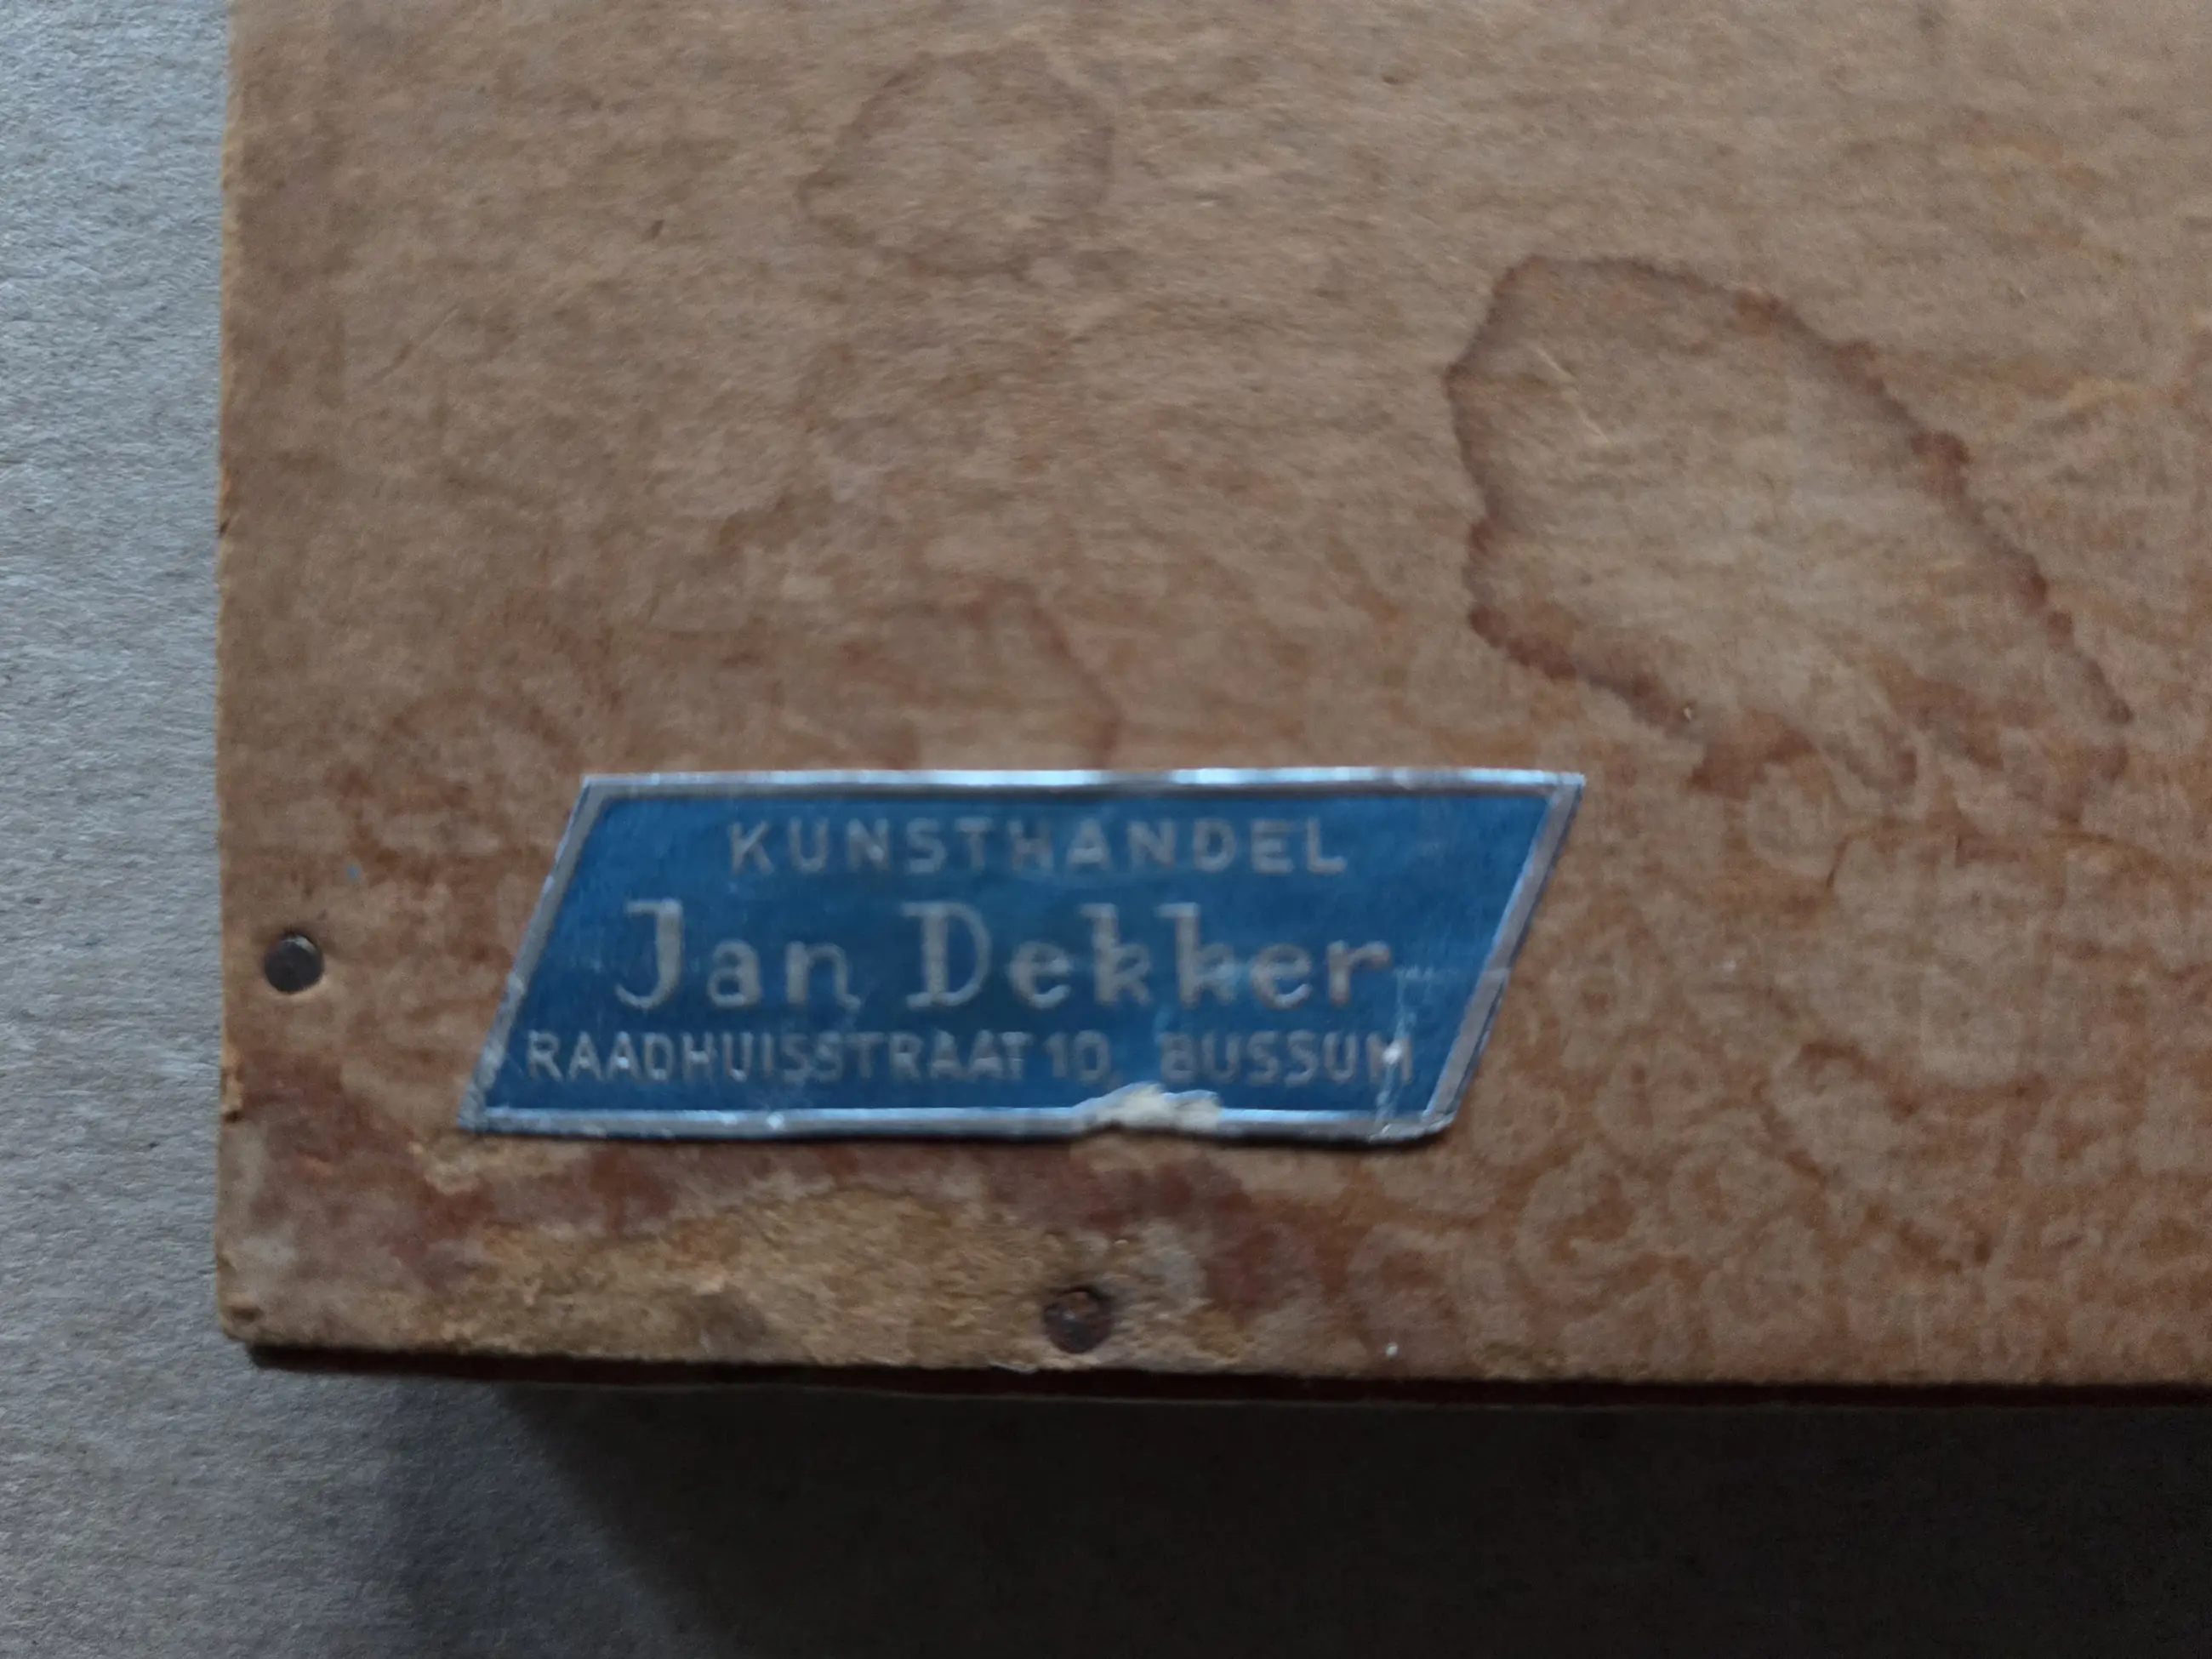 KUNSTHANDEL
Jan Dekker
RAADHUISSTRAAT 10, BUSSUM